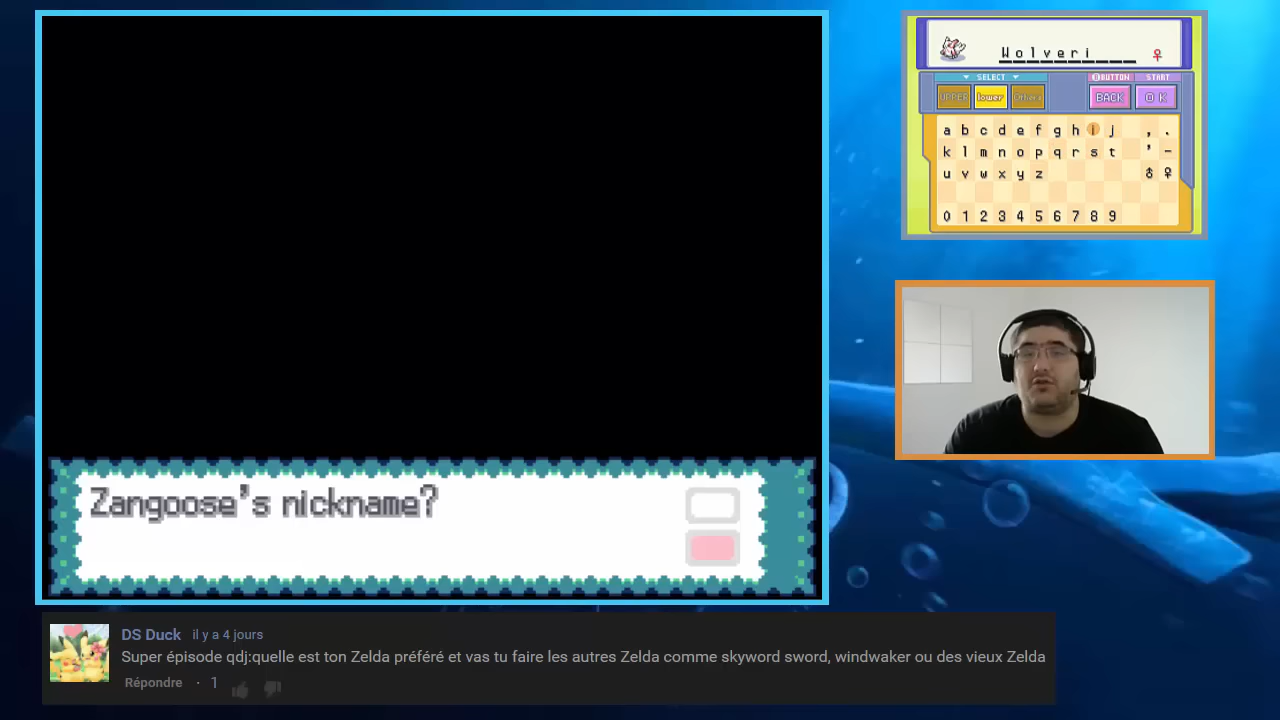 Wolveri___ ♀
▼ SELECT ▼ BUTTON START
UPPER lower Others BACK OK
a b c d e f g h i j , .
k l m n o p q r s t ' -
u v w x y z ♂ ♀
0 1 2 3 4 5 6 7 8 9
Zangoose's nickname?
DS Duck il y a 4 jours
Super épisode qdj:quelle est ton Zelda préféré et vas tu faire les autres Zelda comme skyword sword, windwaker ou des vieux Zelda
Répondre · 1